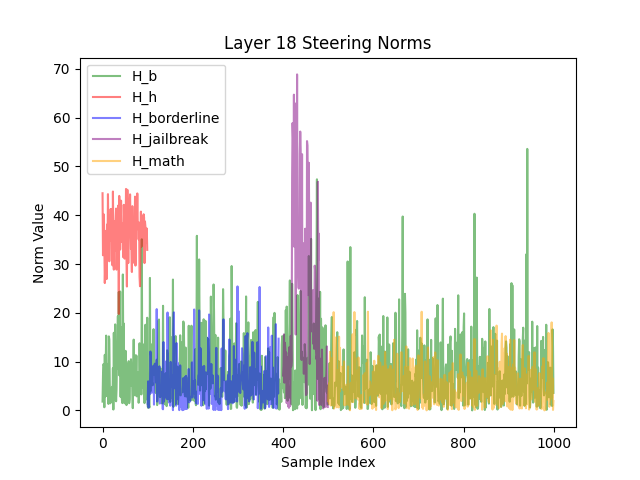 Layer 18 Steering Norms
70
60
50
40
30
20
10
0
Norm Value
H_b
H_h
H_borderline
H_jailbreak
H_math
0
200
400
600
800
1000
Sample Index